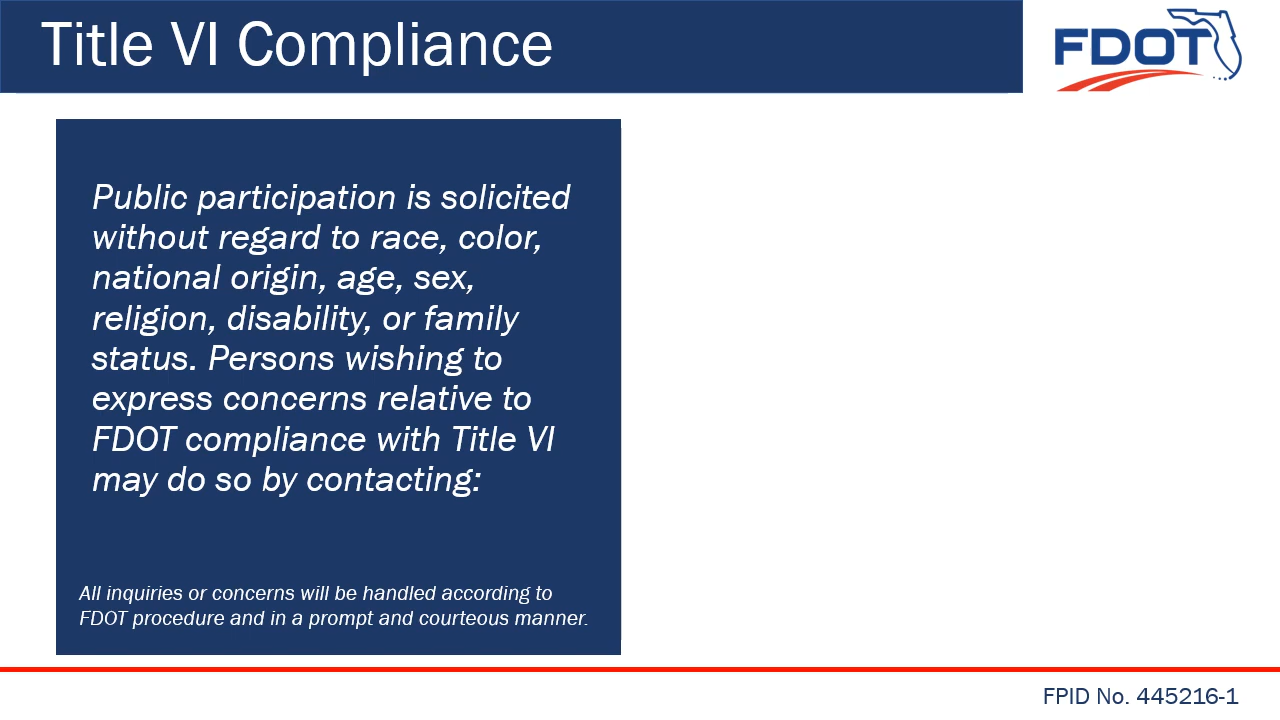 Title VI Compliance
FDOT
Public participation is solicited
without regard to race, color,
national origin, age, sex,
religion, disability, or family
status. Persons wishing to
express concerns relative to
FDOT compliance with Title VI
may do so by contacting:
All inquiries or concerns will be handled according to
FDOT procedure and in a prompt and courteous manner.
FPID No. 445216-1